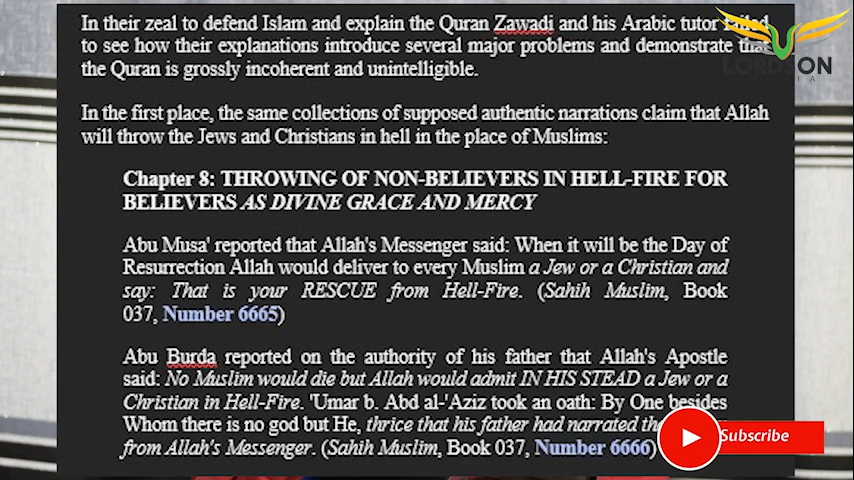 In their zeal to defend Islam and explain the Quran Zawadi and his Arabic tutor failed
to see how their explanations introduce several major problems and demonstrate that
the Quran is grossly incoherent and unintelligible.
In the first place, the same collections of supposed authentic narrations claim that Allah
will throw the Jews and Christians in hell in the place of Muslims:
Chapter 8: THROWING OF NON-BELIEVERS IN HELL-FIRE FOR
BELIEVERS AS DIVINE GRACE AND MERCY
Abu Musa' reported that Allah's Messenger said: When it will be the Day of
Resurrection Allah would deliver to every Muslim a Jew or a Christian and
say: That is your RESCUE from Hell-Fire. (Sahih Muslim, Book
037, Number 6665)
Abu Burda reported on the authority of his father that Allah's Apostle
said: No Muslim would die but Allah would admit IN HIS STEAD a Jew or a
Christian in Hell-Fire. 'Umar b. Abd al-'Aziz took an oath: By One besides
Whom there is no god but He, thrice that his father had narrated
from Allah's Messenger. (Sahih Muslim, Book 037, Number 6666)
LORDSON
Subscribe